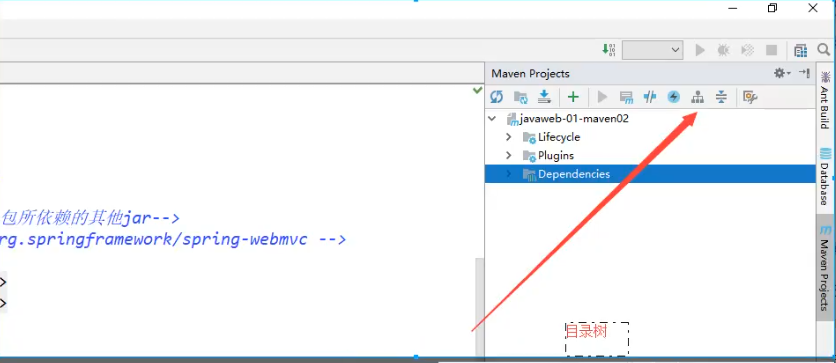 Maven Projects
javaweb-01-maven02
Lifecycle
Plugins
Dependencies
包所依赖的其他jar-->
rg.springframework/spring-webmvc -->
>
>
目录树
Ant Build
Database
Maven Projects